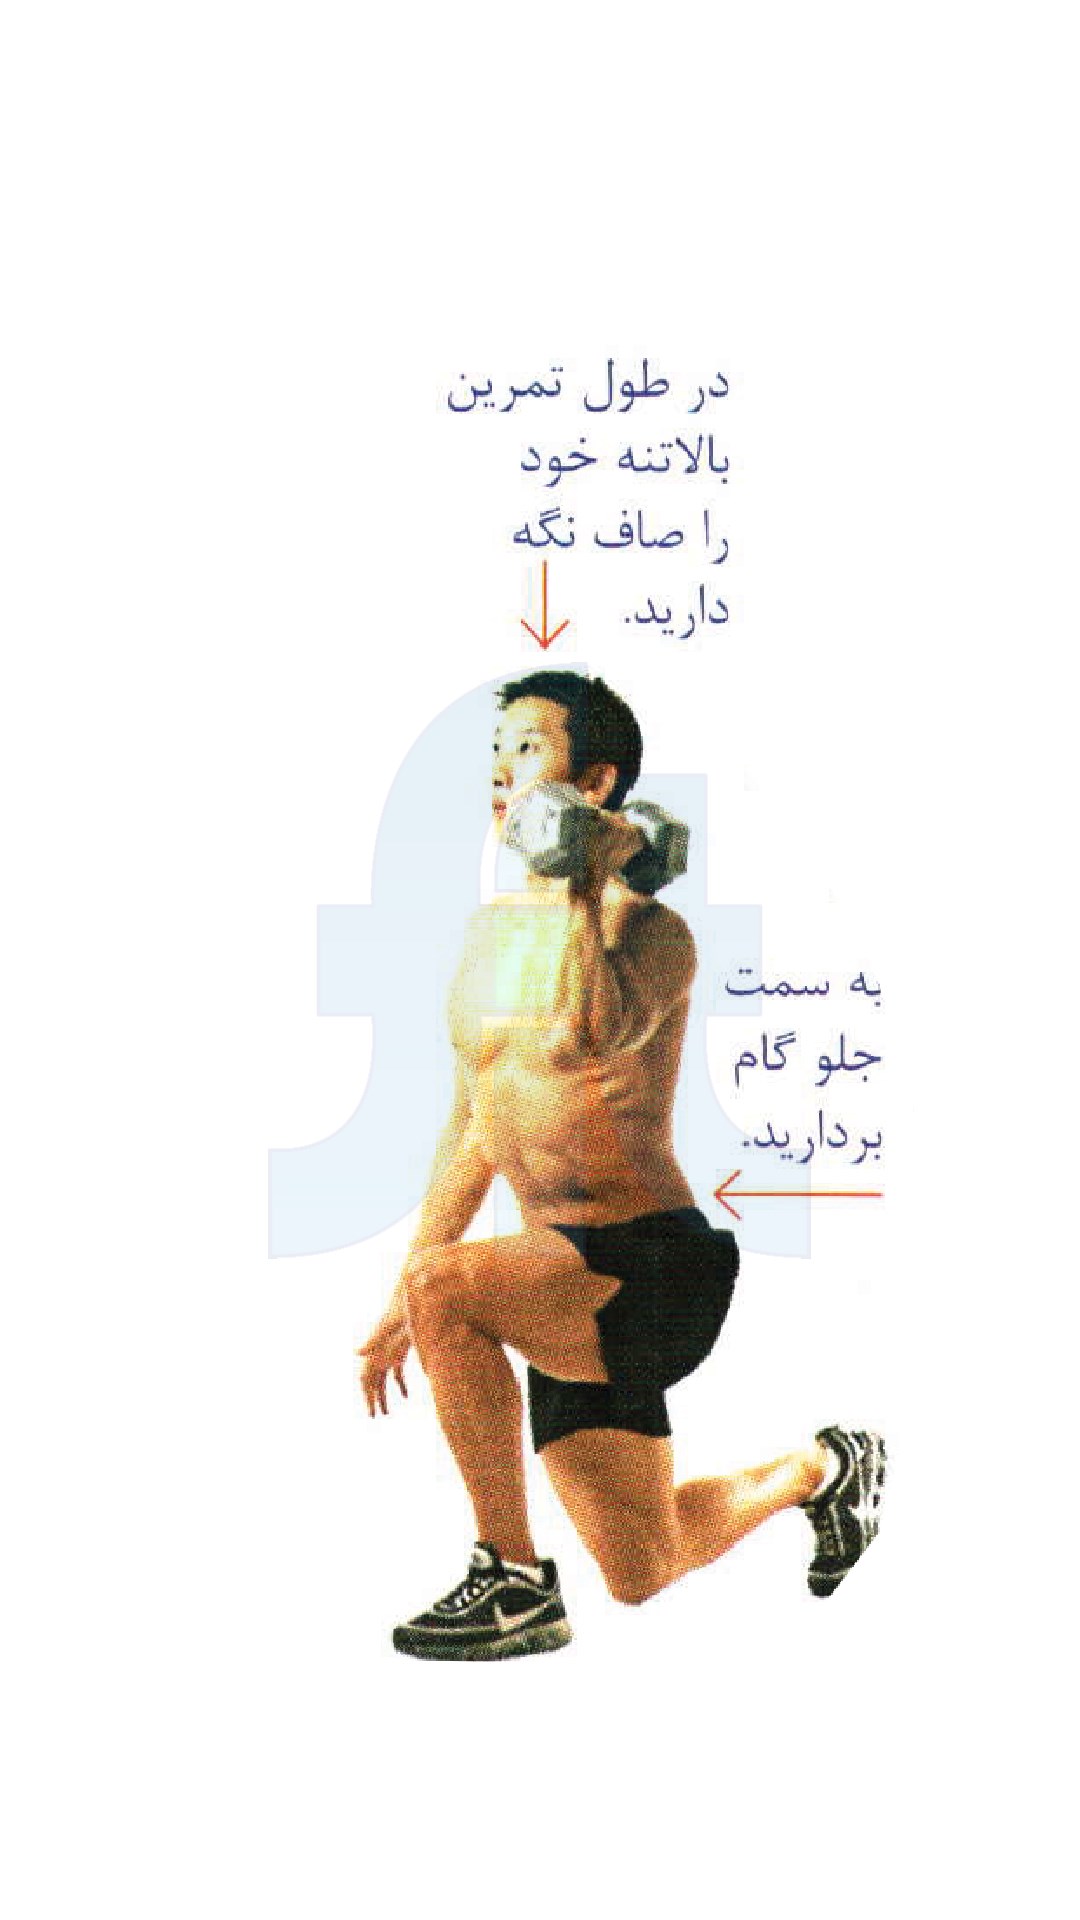 در طول تمرین
بالاتنه خود
را صاف نگه
دارید.
به سمت
جلو گام
بردارید.